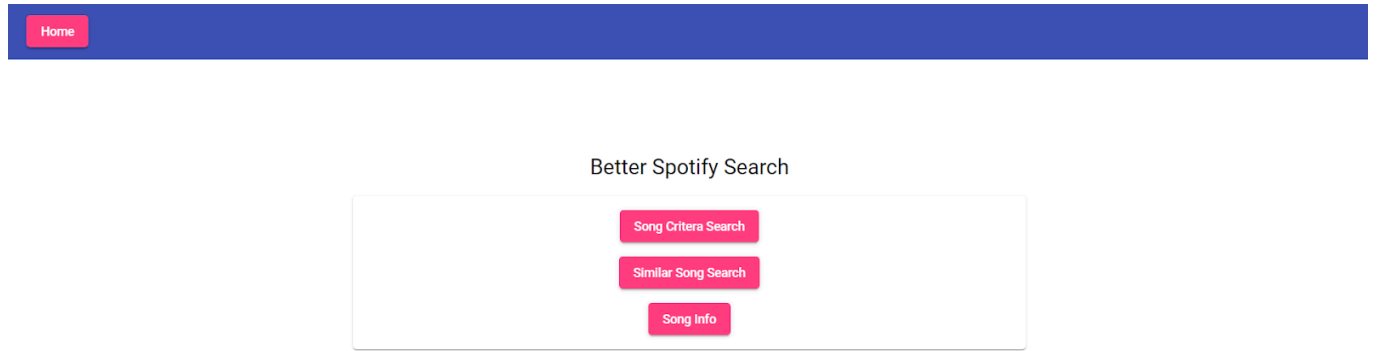 Home
Better Spotify Search
Song Critera Search
Similar Song Search
Song Info